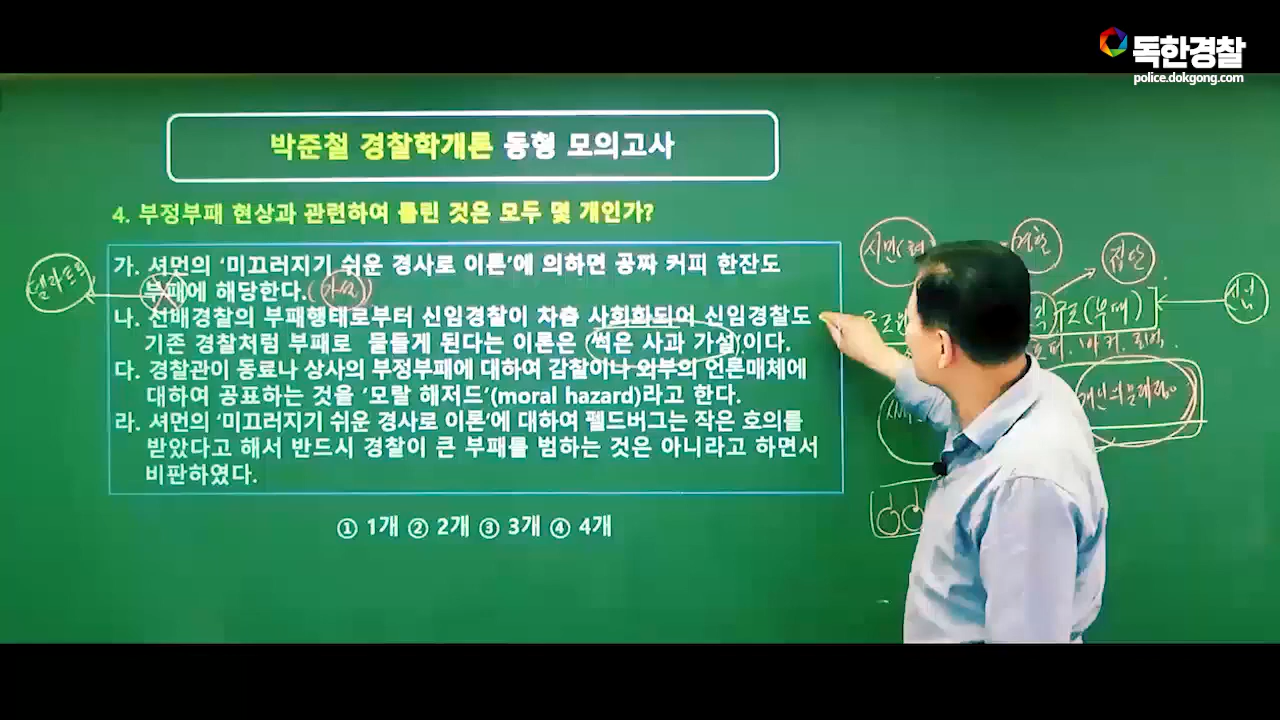 독한경찰
police.dokgong.com
박준철 경찰학개론 동형 모의고사
4. 부정부패 현상과 관련하여 틀린 것은 모두 몇 개인가?
가. 셔먼의 '미끄러지기 쉬운 경사로 이론'에 의하면 공짜 커피 한잔도
부패에 해당한다.
나. 선배경찰의 부패행태로부터 신임경찰이 차츰 사회화되어 신임경찰도
기존 경찰처럼 부패로 물들게 된다는 이론은 썩은 사과 가설이다.
다. 경찰관이 동료나 상사의 부정부패에 대하여 감찰이나 외부의 언론매체에
대하여 공표하는 것을 '모랄 해저드'(moral hazard)라고 한다.
라. 셔먼의 '미끄러지기 쉬운 경사로 이론'에 대하여 펠드버그는 작은 호의를
받았다고 해서 반드시 경찰이 큰 부패를 범하는 것은 아니라고 하면서
비판하였다.
① 1개 ② 2개 ③ 3개 ④ 4개
델라트르
시민(
집단
(부패)